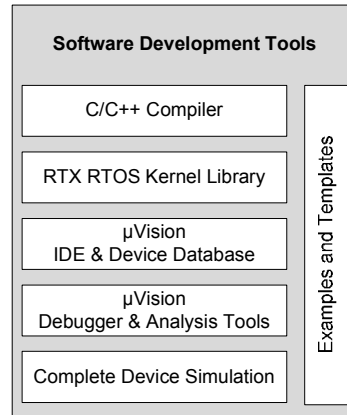 Software Development Tools
C/C++ Compiler
RTX RTOS Kernel Library
µVision
IDE & Device Database
µVision
Debugger & Analysis Tools
Complete Device Simulation
Examples and Templates